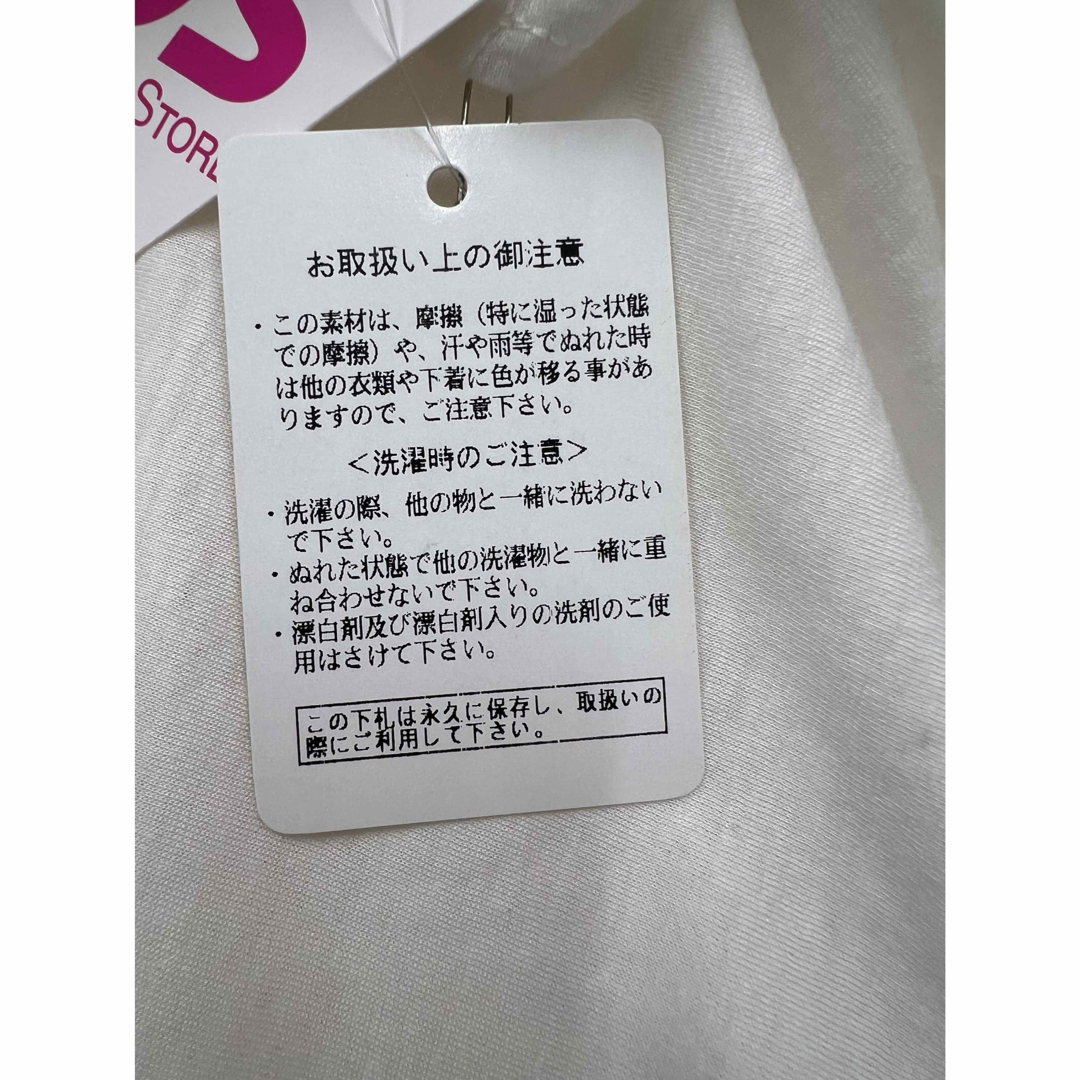 S
STORE
お取扱い上の御注意
・この素材は、摩擦（特に湿った状態
での摩擦）や、汗や雨等でぬれた時
は他の衣類や下着に色が移る事があ
りますので、ご注意下さい。
＜洗濯時のご注意＞
・洗濯の際、他の物と一緒に洗わない
で下さい。
・ぬれた状態で他の洗濯物と一緒に重
ね合わせないで下さい。
・漂白剤及び漂白剤入りの洗剤のご使
用はさけて下さい。
この下札は永久に保存し、取扱いの
際にご利用して下さい。